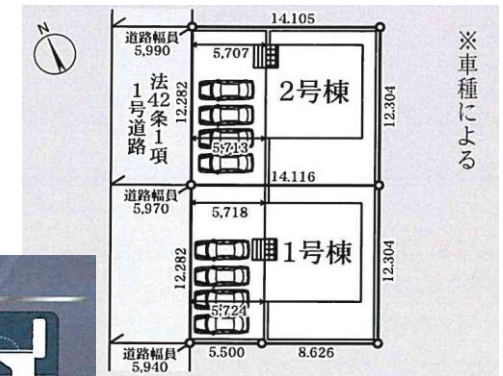 14.105
N
道路幅員
5,990
5,707
2号棟
※車種による
法42条1項
1号道路
12.282
12.304
5,713
14.116
道路幅員
5,970
5,718
1号棟
12.282
12.304
5,724
道路幅員
5,940
5.500
8.626